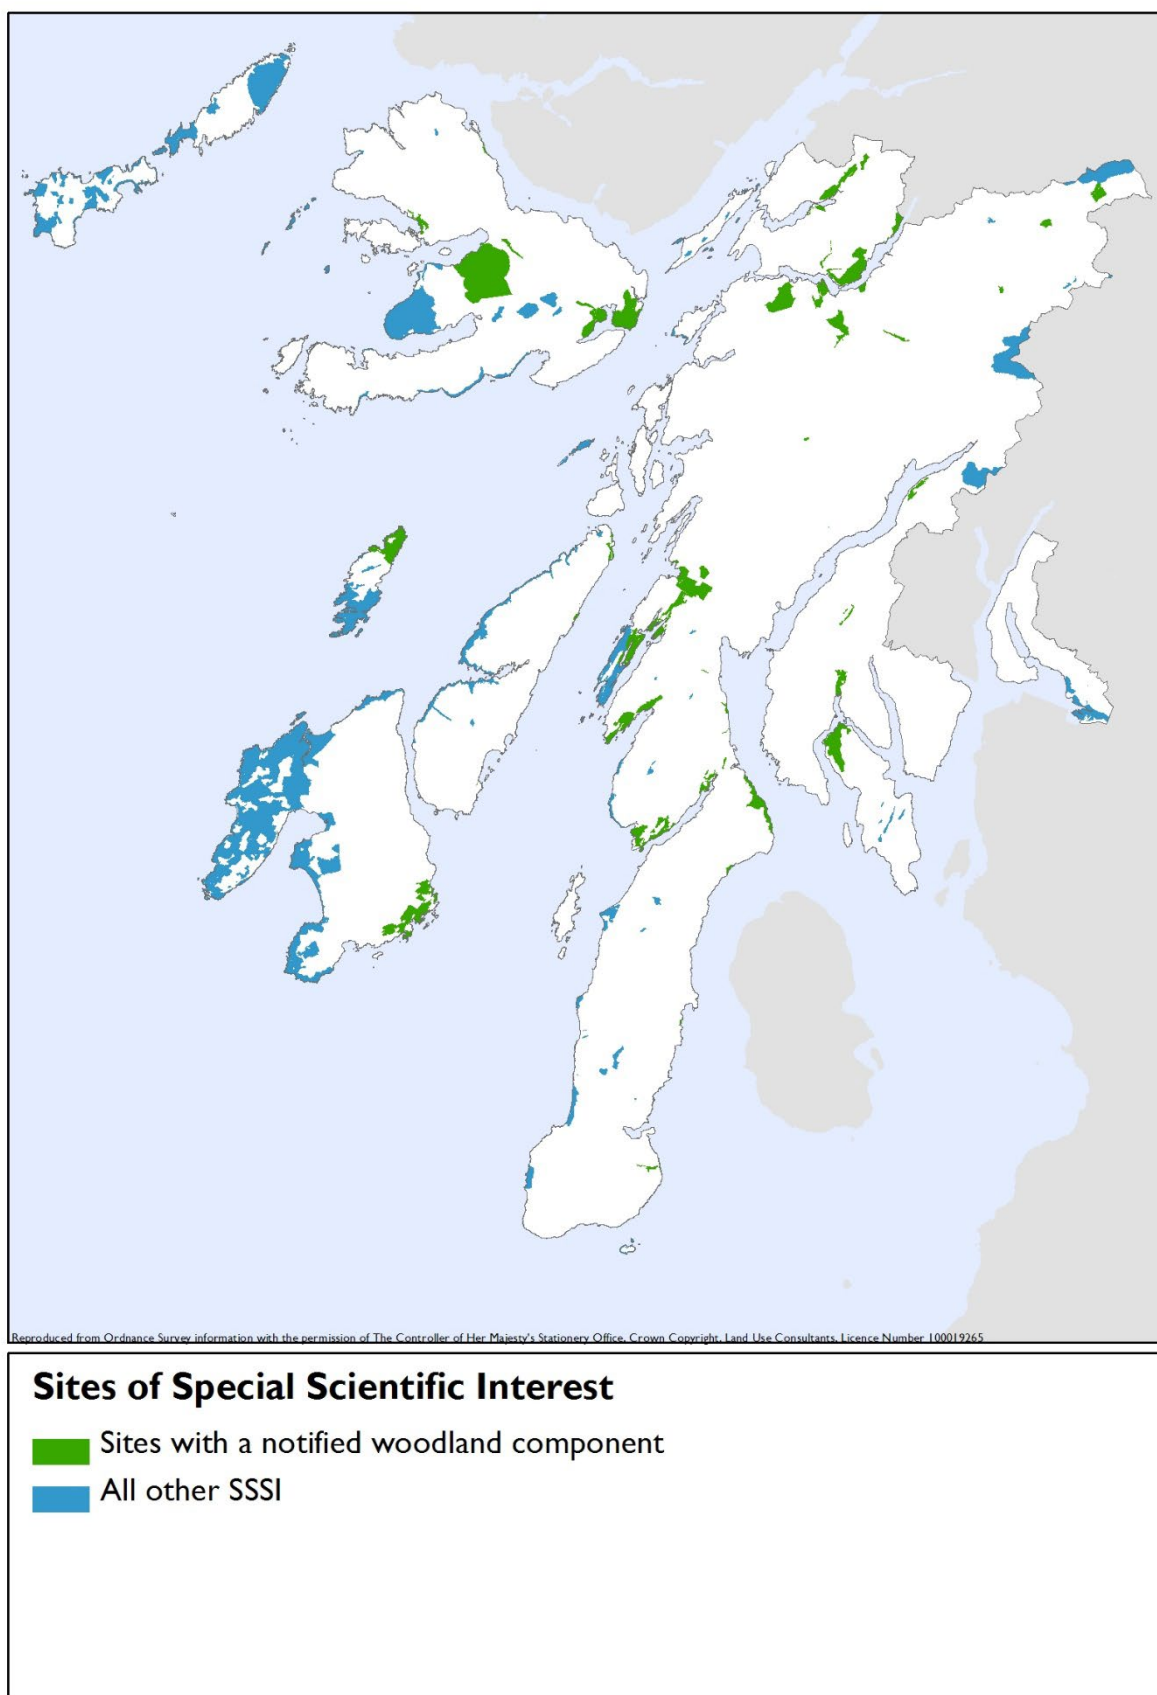 Reproduced from Ordnance Survey information with the permission of The Controller of Her Majesty's Stationery Office, Crown Copyright, Land Use Consultants, Licence Number 100019265
Sites of Special Scientific Interest
Sites with a notified woodland component
All other SSSI